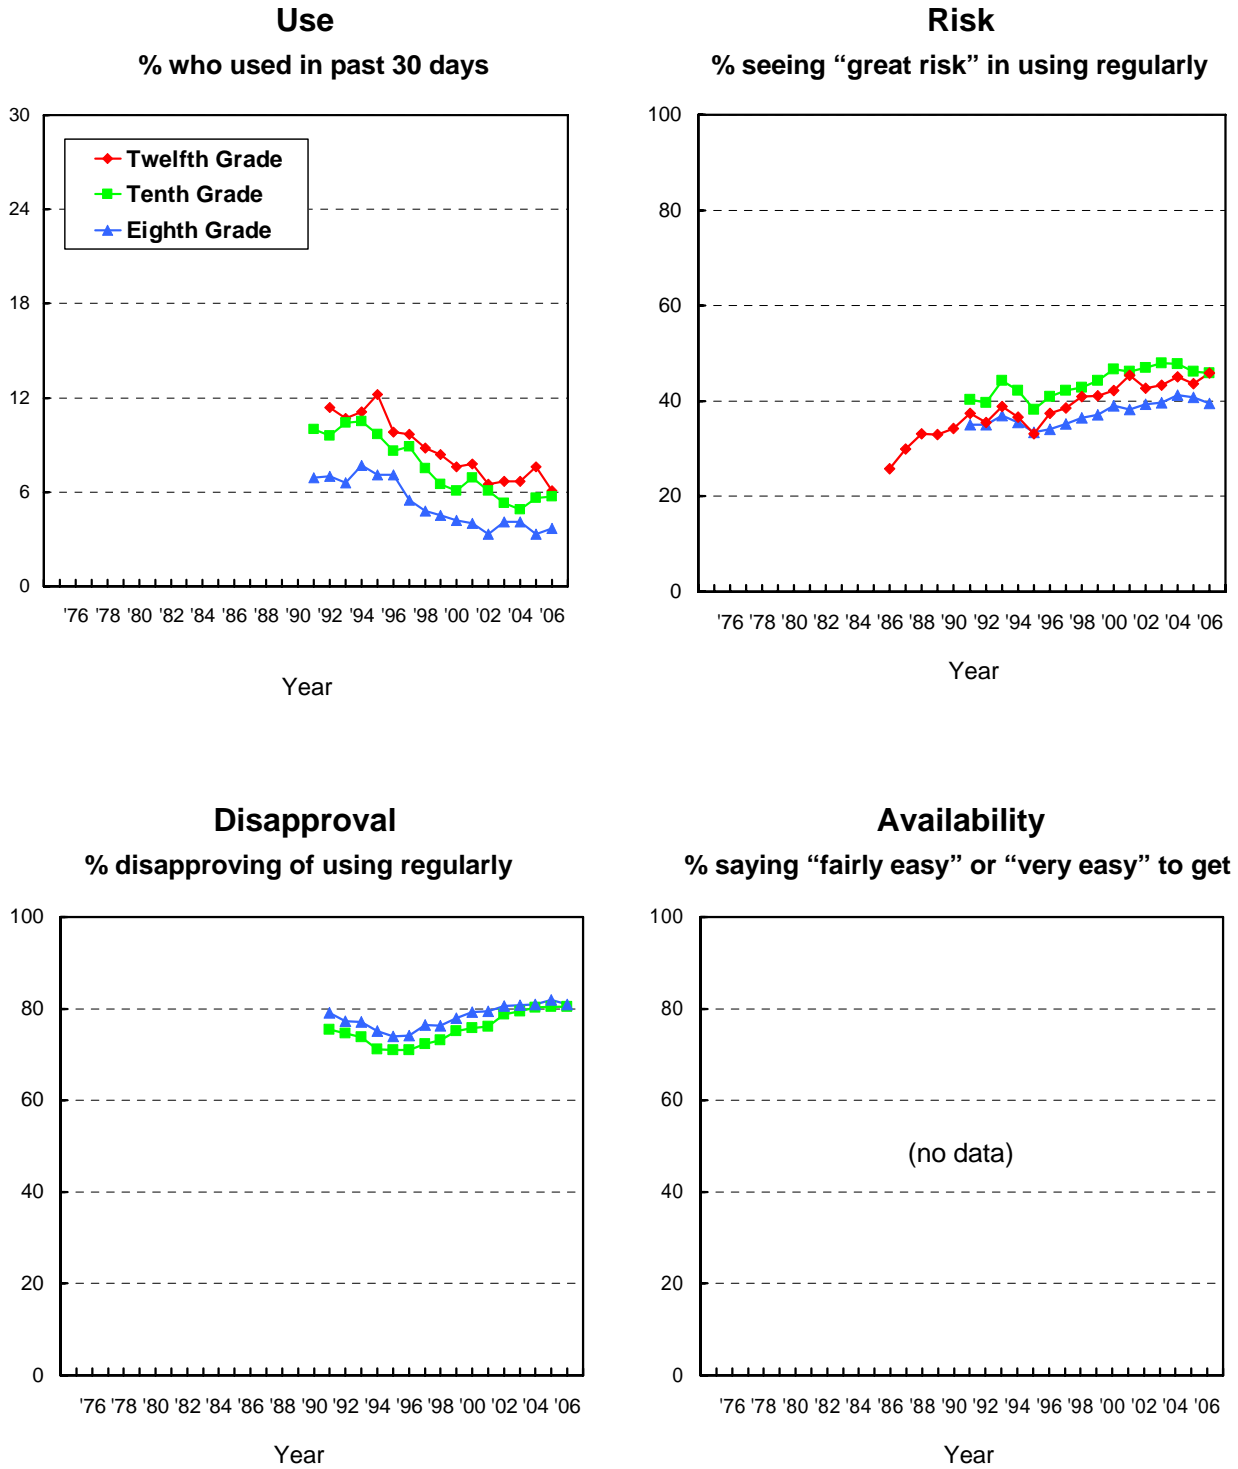 Use
% who used in past 30 days
30
24
18
12
6
0
Twelfth Grade
Tenth Grade
Eighth Grade
'76 '78 '80 '82 '84 '86 '88 '90 '92 '94 '96 '98 '00 '02 '04 '06
Year
Risk
% seeing “great risk” in using regularly
100
80
60
40
20
0
'76 '78 '80 '82 '84 '86 '88 '90 '92 '94 '96 '98 '00 '02 '04 '06
Year
Disapproval
% disapproving of using regularly
100
80
60
40
20
0
'76 '78 '80 '82 '84 '86 '88 '90 '92 '94 '96 '98 '00 '02 '04 '06
Year
Availability
% saying “fairly easy” or “very easy” to get
100
80
60
40
20
0
(no data)
'76 '78 '80 '82 '84 '86 '88 '90 '92 '94 '96 '98 '00 '02 '04 '06
Year